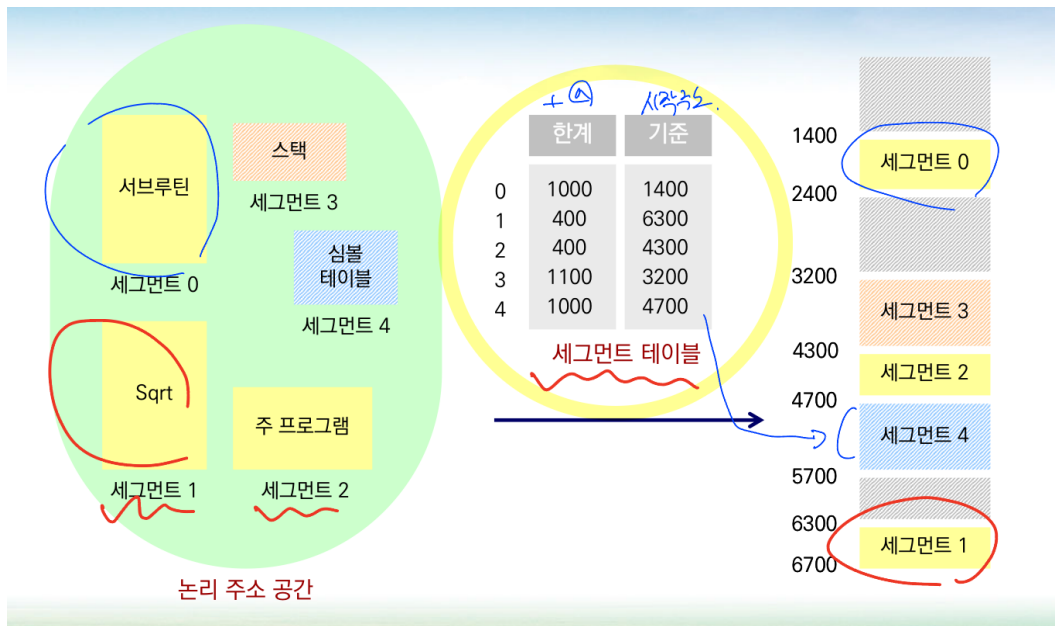 서브루틴
세그먼트 0
스택
세그먼트 3
심볼
테이블
세그먼트 4
Sqrt
세그먼트 1
주 프로그램
세그먼트 2
논리 주소 공간
+ a 시작주소.
한계 기준
0 1000 1400
1 400 6300
2 400 4300
3 1100 3200
4 1000 4700
세그먼트 테이블
1400
세그먼트 0
2400
3200
세그먼트 3
4300
세그먼트 2
4700
세그먼트 4
5700
6300
세그먼트 1
6700